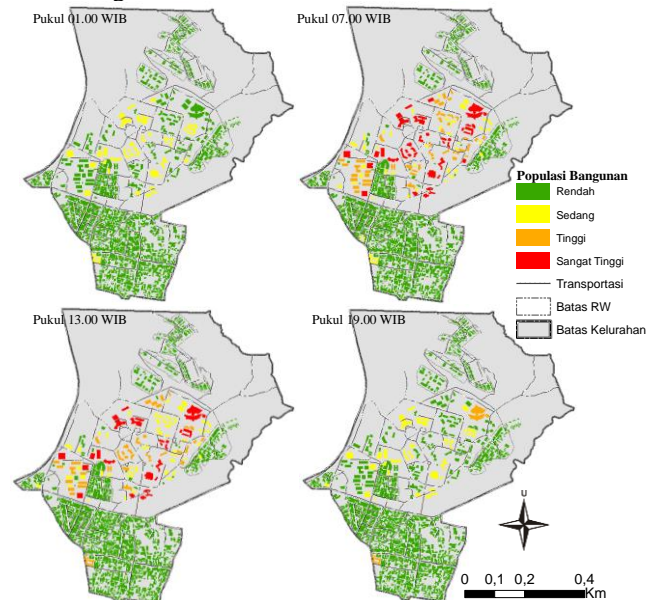 Pukul 01.00 WIB
Pukul 07.00 WIB
Populasi Bangunan
Rendah
Sedang
Tinggi
Sangat Tinggi
Transportasi
Batas RW
Batas Kelurahan
Pukul 13.00 WIB
Pukul 19.00 WIB
u
0 0,1 0,2 0,4
Km